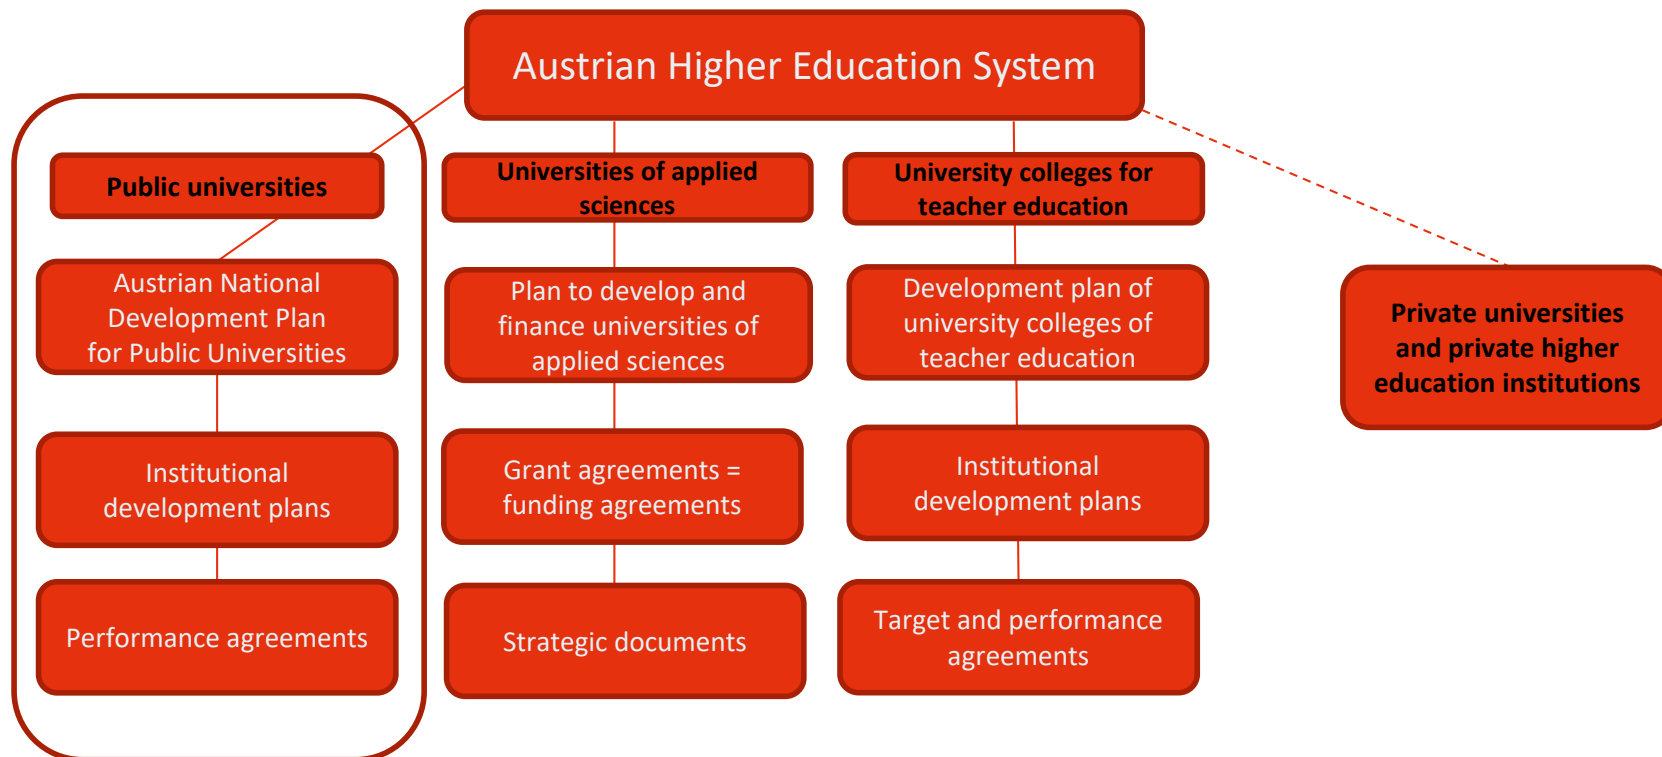 Austrian Higher Education System
Public universities
Austrian National
Development Plan
for Public Universities
Institutional
development plans
Performance agreements
Universities of applied
sciences
Plan to develop and
finance universities of
applied sciences
Grant agreements =
funding agreements
Strategic documents
University colleges for
teacher education
Development plan of
university colleges of
teacher education
Institutional
development plans
Target and performance
agreements
Private universities
and private higher
education institutions